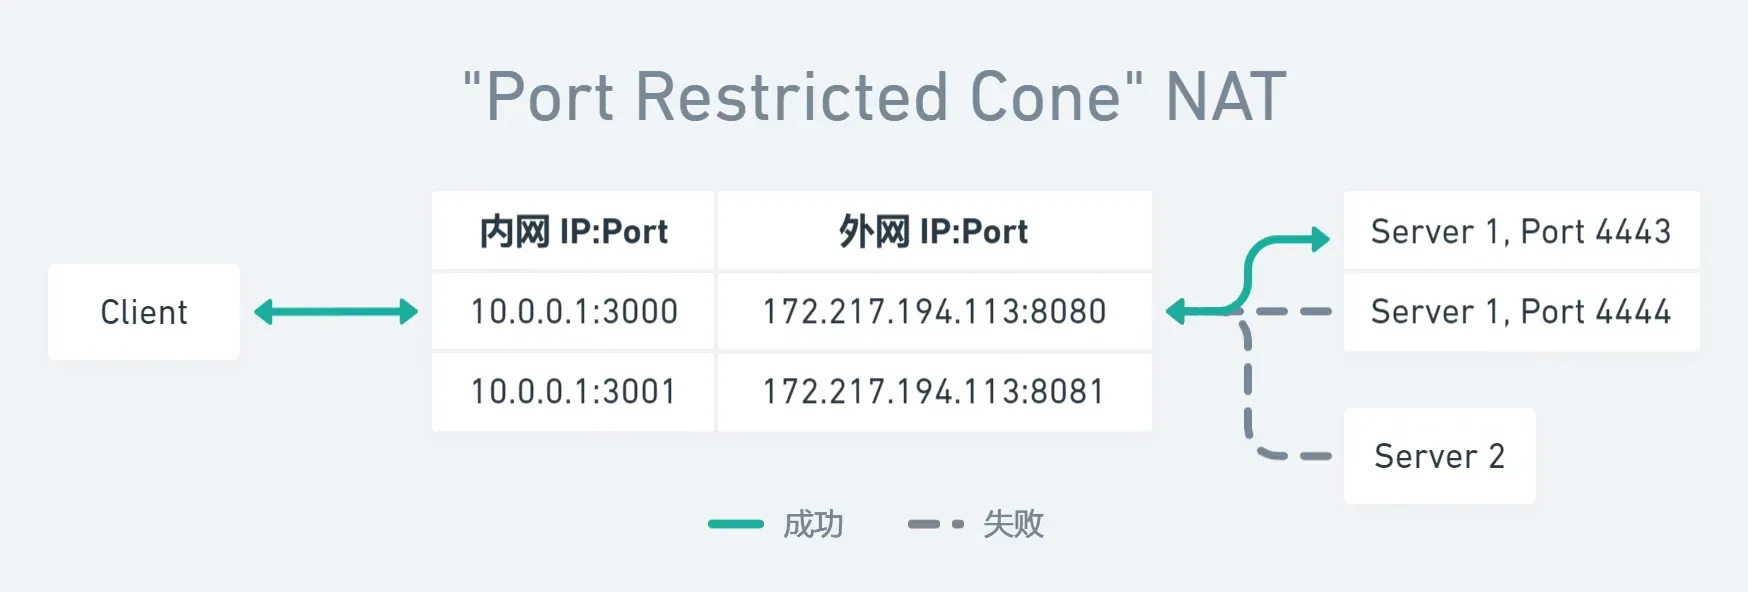 "Port Restricted Cone" NAT
内网 IP:Port
外网 IP:Port
Server 1, Port 4443
Client
10.0.0.1:3000
172.217.194.113:8080
Server 1, Port 4444
10.0.0.1:3001
172.217.194.113:8081
Server 2
成功
失败